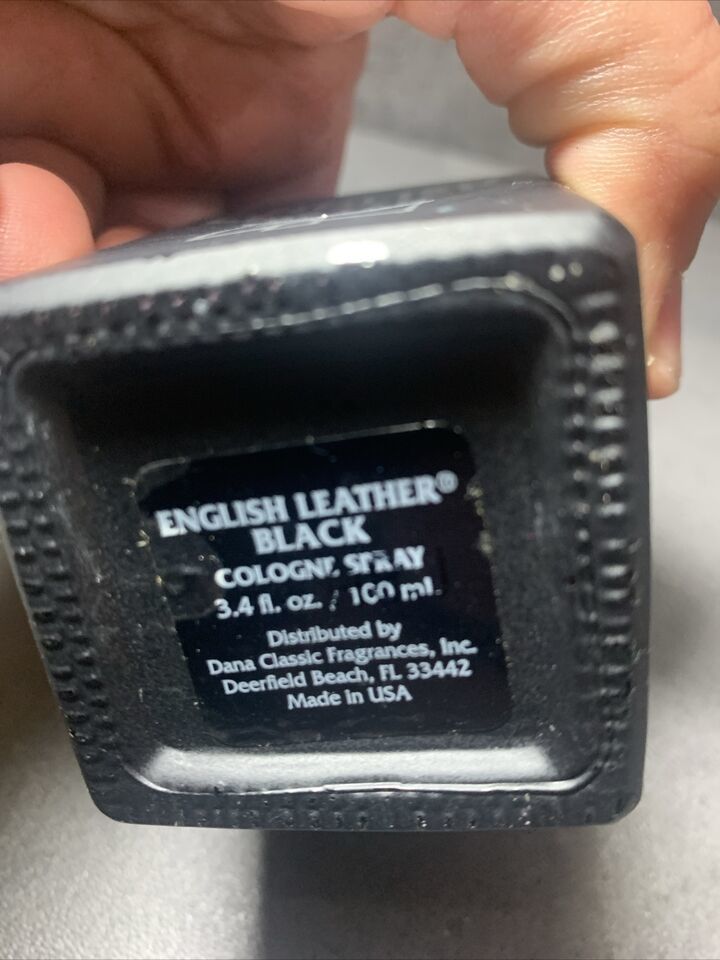 ENGLISH LEATHER®
BLACK
COLOGNE SPRAY
3.4 fl. oz. / 100 ml.
Distributed by
Dana Classic Fragrances, Inc.
Deerfield Beach, FL 33442
Made in USA